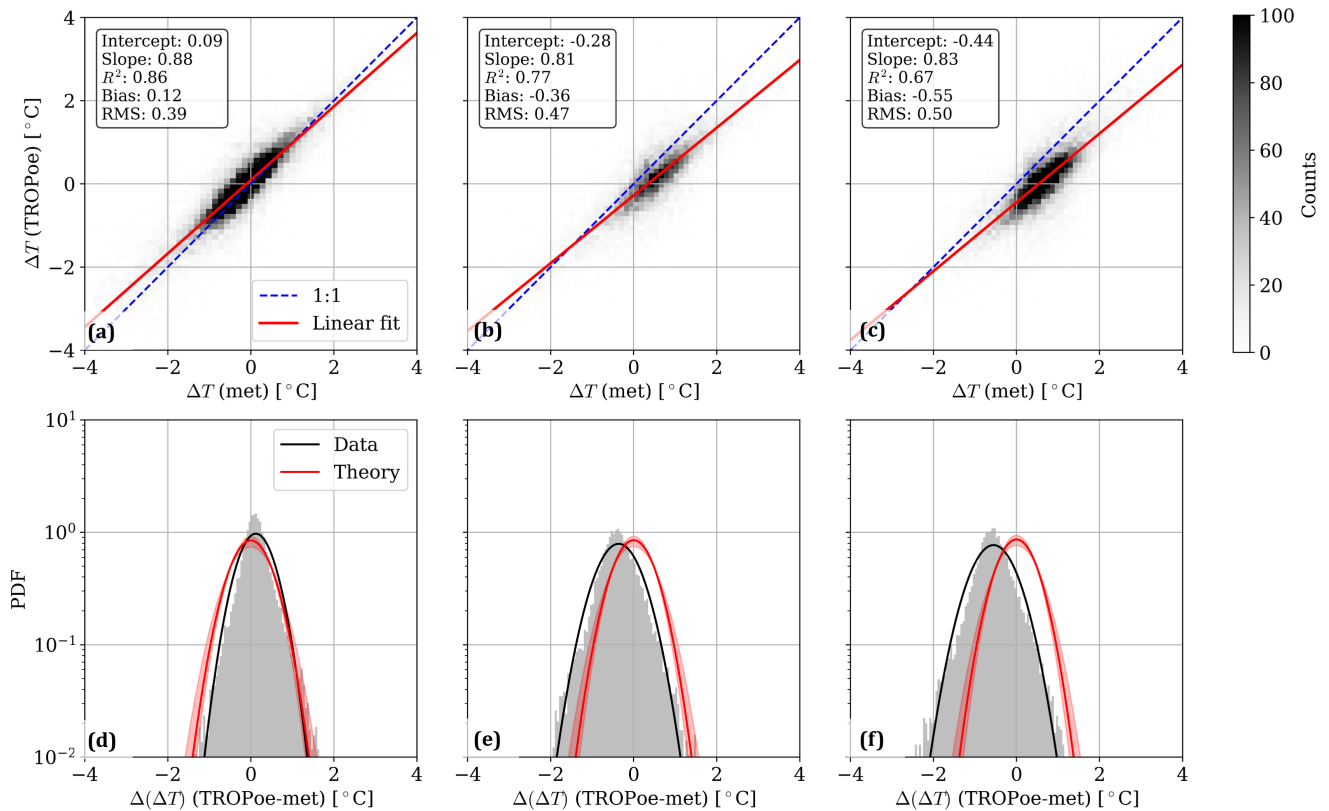 Intercept: 0.09
Slope: 0.88
R²: 0.86
Bias: 0.12
RMS: 0.39
1:1
Linear fit
(a)
4
2
0
−2
−4
ΔT (TROPoe) [°C]
−4 −2 0 2 4
ΔT (met) [°C]
Intercept: -0.28
Slope: 0.81
R²: 0.77
Bias: -0.36
RMS: 0.47
(b)
−4 −2 0 2 4
ΔT (met) [°C]
Intercept: -0.44
Slope: 0.83
R²: 0.67
Bias: -0.55
RMS: 0.50
(c)
−4 −2 0 2 4
ΔT (met) [°C]
100
80
60
40
20
0
Counts
10¹
10⁰
10⁻¹
10⁻²
PDF
Data
Theory
(d)
−4 −2 0 2 4
Δ(ΔT) (TROPoe-met) [°C]
(e)
−4 −2 0 2 4
Δ(ΔT) (TROPoe-met) [°C]
(f)
−4 −2 0 2 4
Δ(ΔT) (TROPoe-met) [°C]